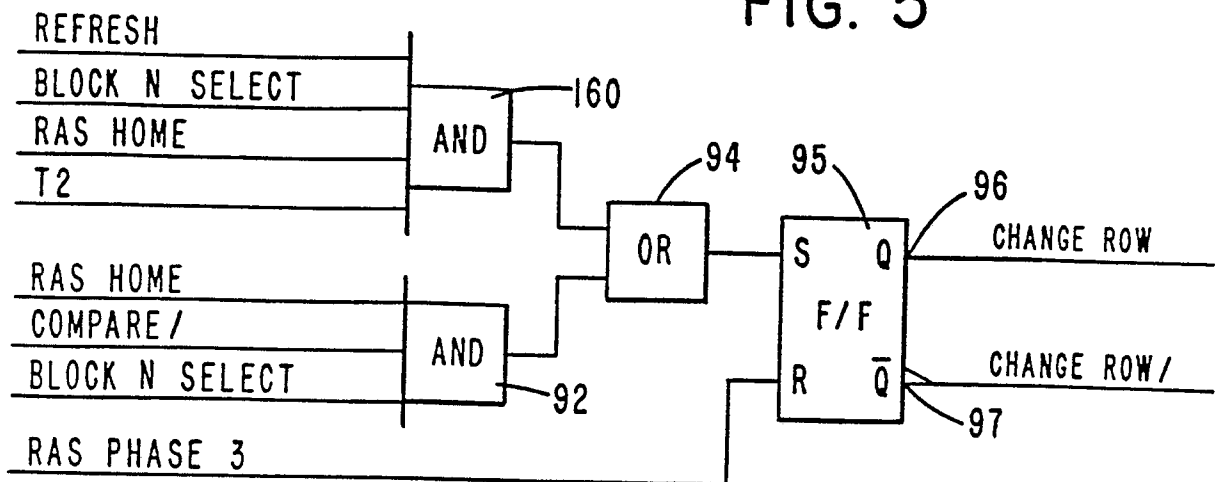 FIG. 5
REFRESH
BLOCK N SELECT
RAS HOME
T2
AND
160
RAS HOME
COMPARE/
BLOCK N SELECT
AND
92
OR
94
95
S Q
F/F
R Q̅
96
CHANGE ROW
CHANGE ROW/
97
RAS PHASE 3